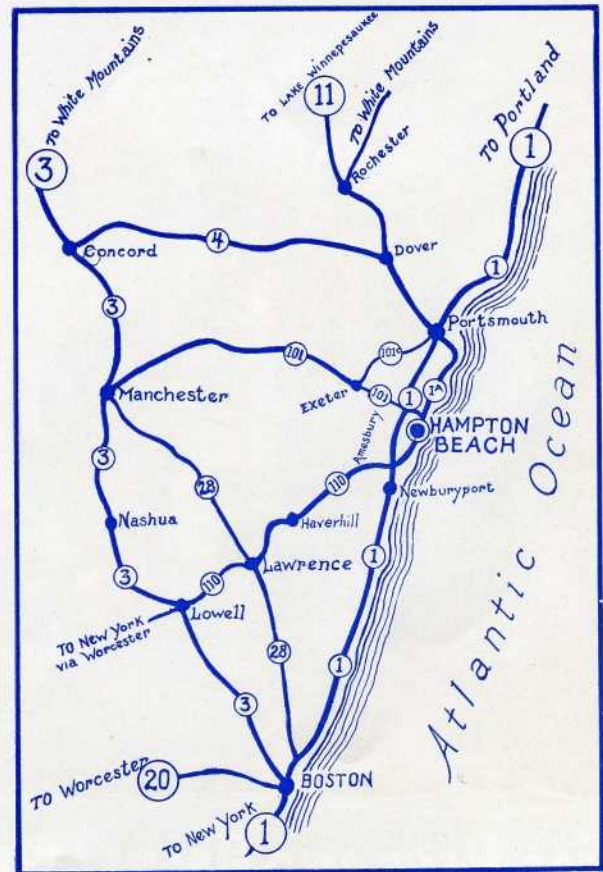 TO LAKE WINNEPESAUKEE
11
To White Mountains
Rochester
To White Mountains
3
To Portland
1
Concord
4
Dover
1
3
Portsmouth
101
101c
1A
Manchester
Exeter
101
1
Amesbury
HAMPTON
BEACH
3
28
110
Newburyport
Nashua
Haverhill
1
3
110
Lawrence
Lowell
To New York
via Worcester
28
1
3
Atlantic Ocean
To Worcester
20
BOSTON
To New York
1